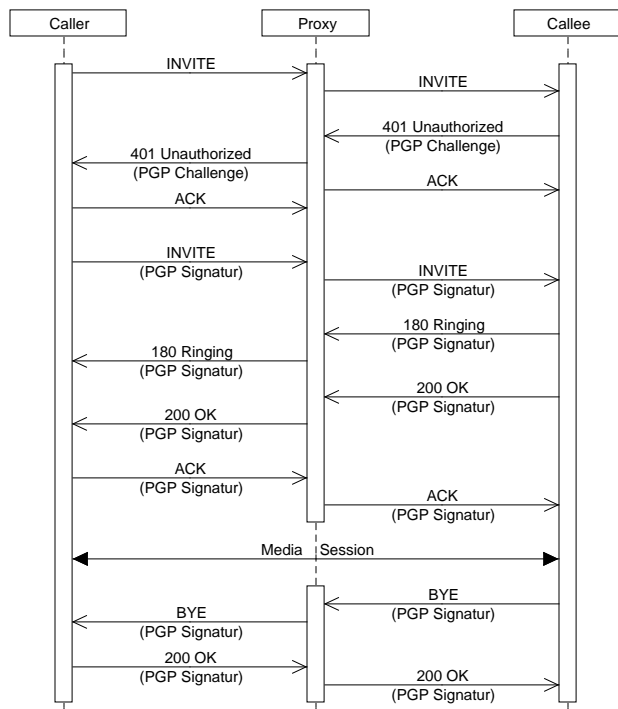 Caller
Proxy
Callee
INVITE
INVITE
401 Unauthorized
(PGP Challenge)
401 Unauthorized
(PGP Challenge)
ACK
ACK
INVITE
(PGP Signatur)
INVITE
(PGP Signatur)
180 Ringing
(PGP Signatur)
180 Ringing
(PGP Signatur)
200 OK
(PGP Signatur)
200 OK
(PGP Signatur)
ACK
(PGP Signatur)
ACK
(PGP Signatur)
Media Session
BYE
(PGP Signatur)
BYE
(PGP Signatur)
200 OK
(PGP Signatur)
200 OK
(PGP Signatur)